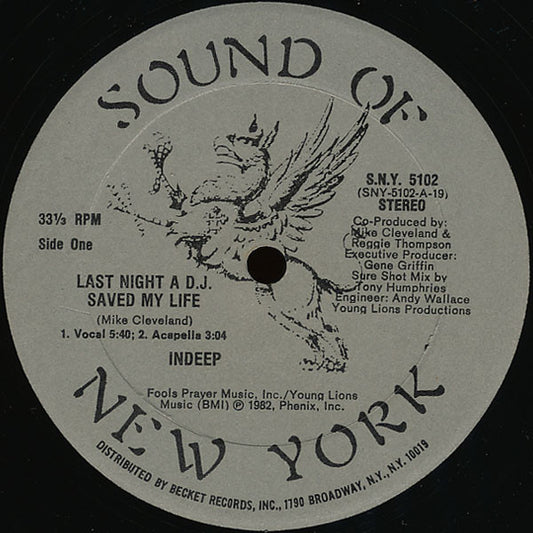 SOUND OF
S.N.Y. 5102
(SNY-5102-A-19)
STEREO
33⅓ RPM
Side One
Co-Produced by:
Mike Cleveland &
Reggie Thompson
Executive Producer:
Gene Griffin
Sure Shot Mix by
Tony Humphries
Engineer: Andy Wallace
Young Lions Productions
LAST NIGHT A D.J.
SAVED MY LIFE
(Mike Cleveland)
1. Vocal 5:40; 2. Acapella 3:04
INDEEP
Fools Prayer Music, Inc./Young Lions
Music (BMI) ℗ 1982, Phenix, Inc.
NEW YORK
DISTRIBUTED BY BECKET RECORDS, INC., 1790 BROADWAY, N.Y., N.Y. 10019